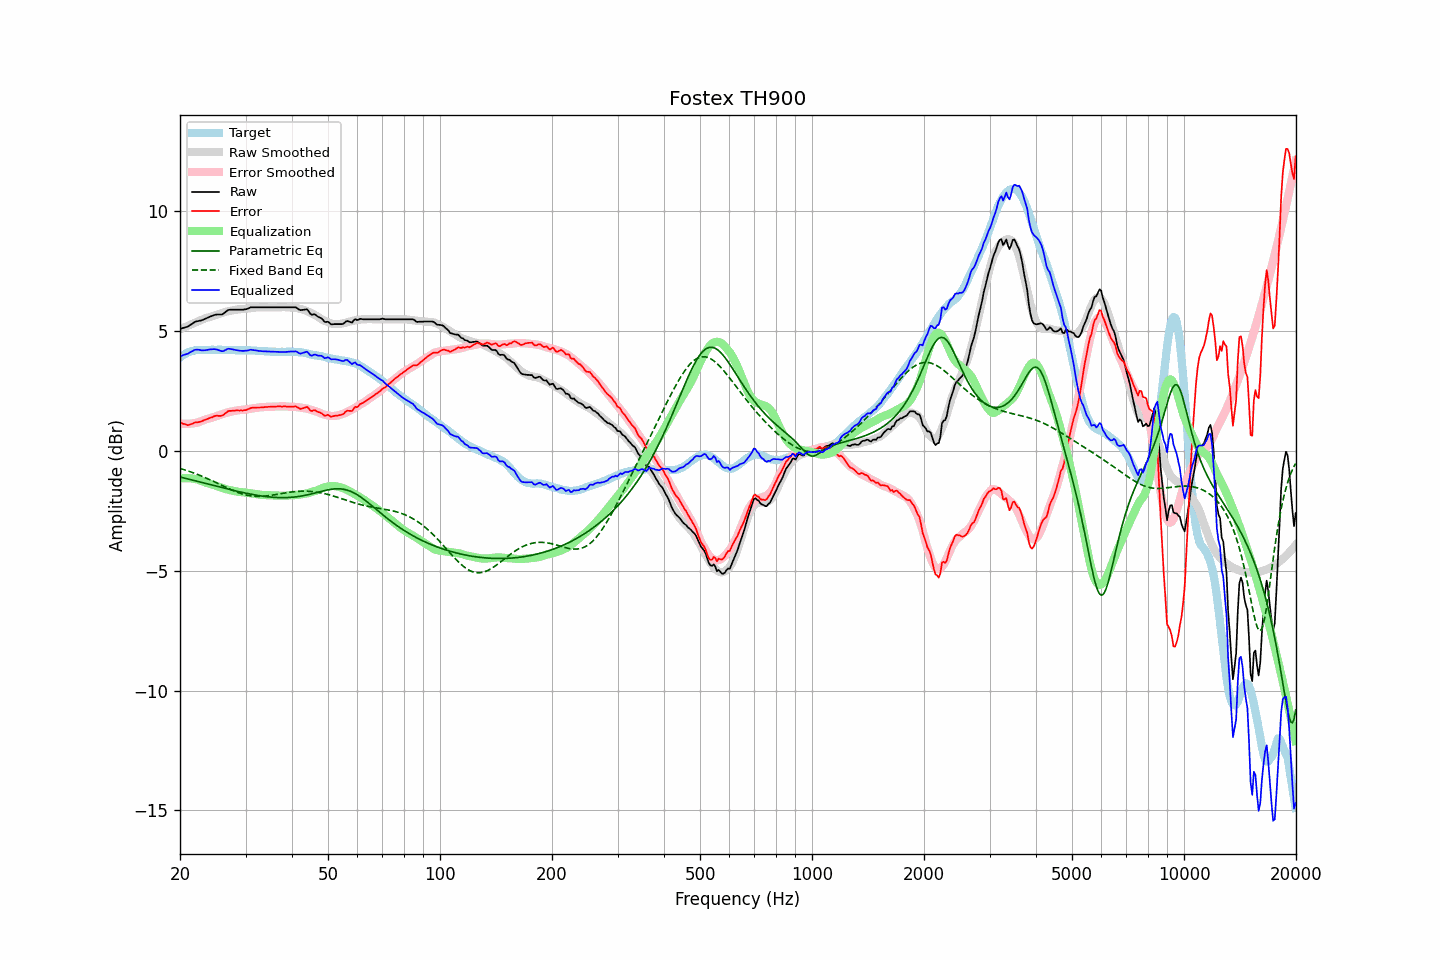 Fostex TH900
Target
Raw Smoothed
Error Smoothed
Raw
Error
Equalization
Parametric Eq
Fixed Band Eq
Equalized
10
5
0
−5
−10
−15
Amplitude (dBr)
20
50
100
200
500
1000
2000
5000
10000
20000
Frequency (Hz)